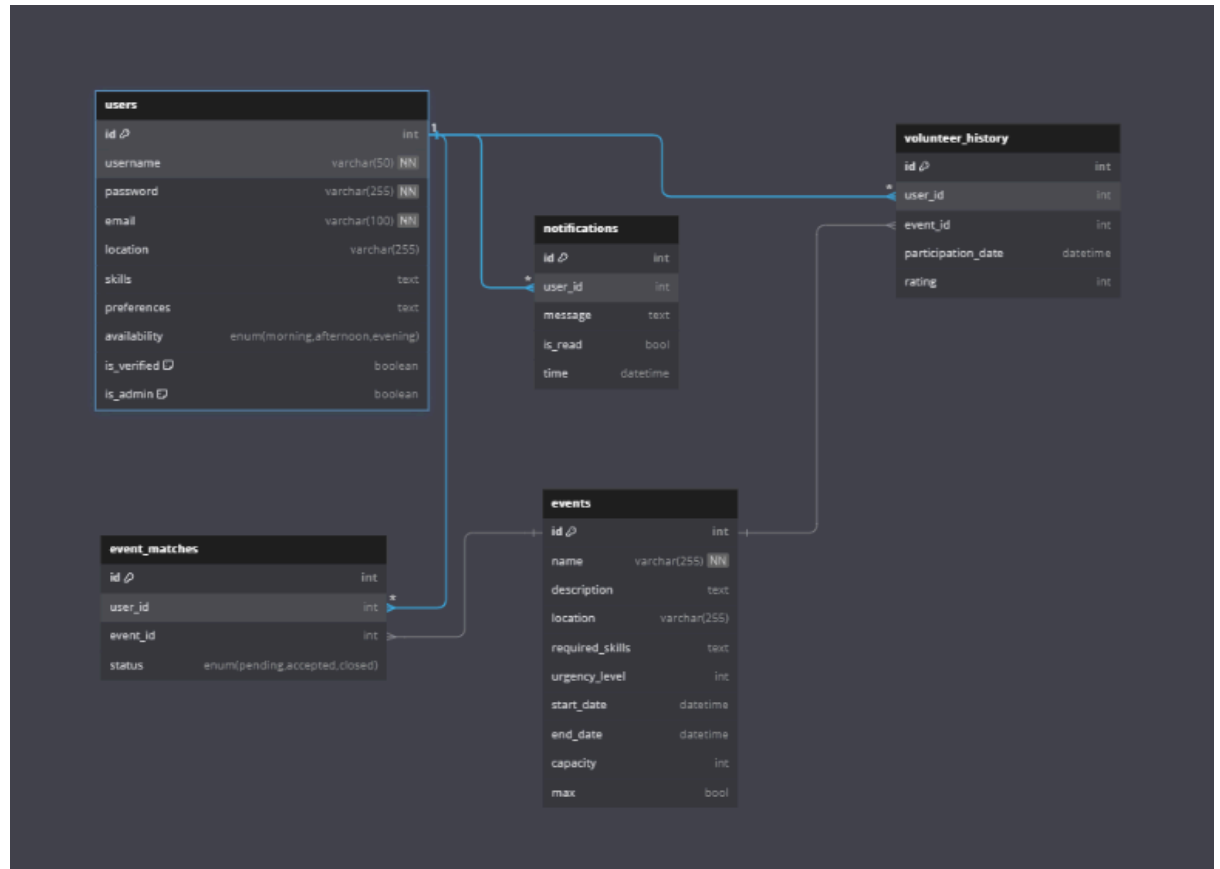 users
id int
username varchar(50) NN
password varchar(255) NN
email varchar(100) NN
location varchar(255)
skills text
preferences text
availability enum(morning,afternoon,evening)
is_verified boolean
is_admin boolean
1
*
notifications
id int
user_id int
message text
is_read bool
time datetime
*
volunteer_history
id int
user_id int
event_id int
participation_date datetime
rating int
event_matches
id int
user_id int
*
event_id int
status enum(pending,accepted,closed)
events
id int
name varchar(255) NN
description text
location varchar(255)
required_skills text
urgency_level int
start_date datetime
end_date datetime
capacity int
max bool